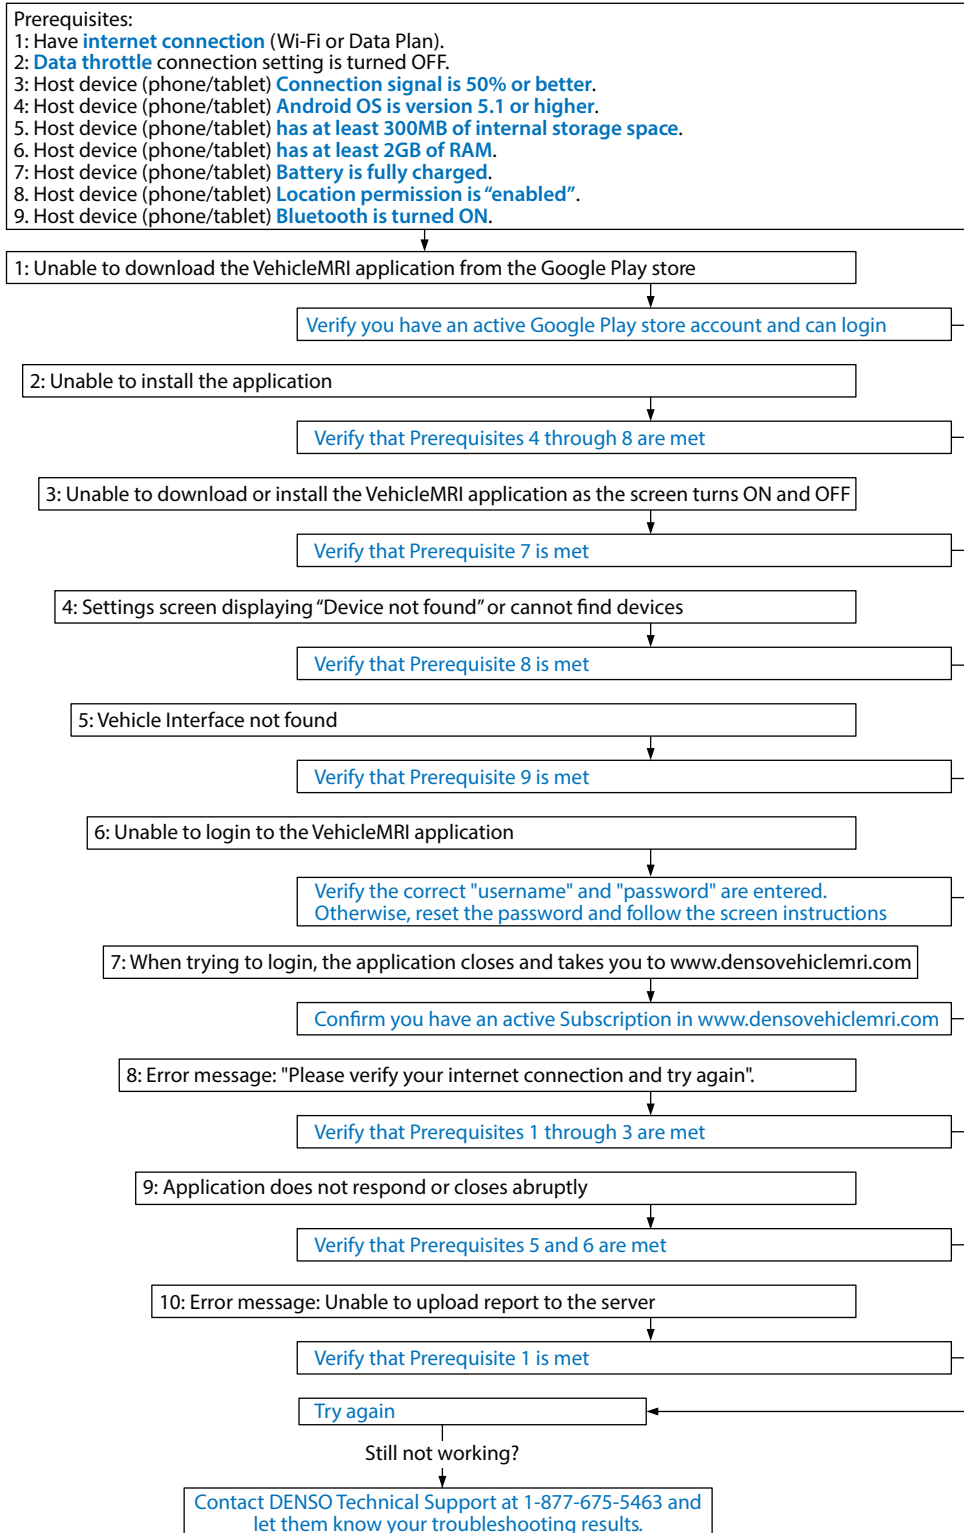 Prerequisites:
1: Have internet connection (Wi-Fi or Data Plan).
2: Data throttle connection setting is turned OFF.
3: Host device (phone/tablet) Connection signal is 50% or better.
4: Host device (phone/tablet) Android OS is version 5.1 or higher.
5. Host device (phone/tablet) has at least 300MB of internal storage space.
6. Host device (phone/tablet) has at least 2GB of RAM.
7: Host device (phone/tablet) Battery is fully charged.
8: Host device (phone/tablet) Location permission is “enabled”.
9. Host device (phone/tablet) Bluetooth is turned ON.
1: Unable to download the VehicleMRI application from the Google Play store
Verify you have an active Google Play store account and can login
2: Unable to install the application
Verify that Prerequisites 4 through 8 are met
3: Unable to download or install the VehicleMRI application as the screen turns ON and OFF
Verify that Prerequisite 7 is met
4: Settings screen displaying “Device not found” or cannot find devices
Verify that Prerequisite 8 is met
5: Vehicle Interface not found
Verify that Prerequisite 9 is met
6: Unable to login to the VehicleMRI application
Verify the correct "username" and "password" are entered.
Otherwise, reset the password and follow the screen instructions
7: When trying to login, the application closes and takes you to www.densovehiclemri.com
Confirm you have an active Subscription in www.densovehiclemri.com
8: Error message: "Please verify your internet connection and try again".
Verify that Prerequisites 1 through 3 are met
9: Application does not respond or closes abruptly
Verify that Prerequisites 5 and 6 are met
10: Error message: Unable to upload report to the server
Verify that Prerequisite 1 is met
Try again
Still not working?
Contact DENSO Technical Support at 1-877-675-5463 and
let them know your troubleshooting results.